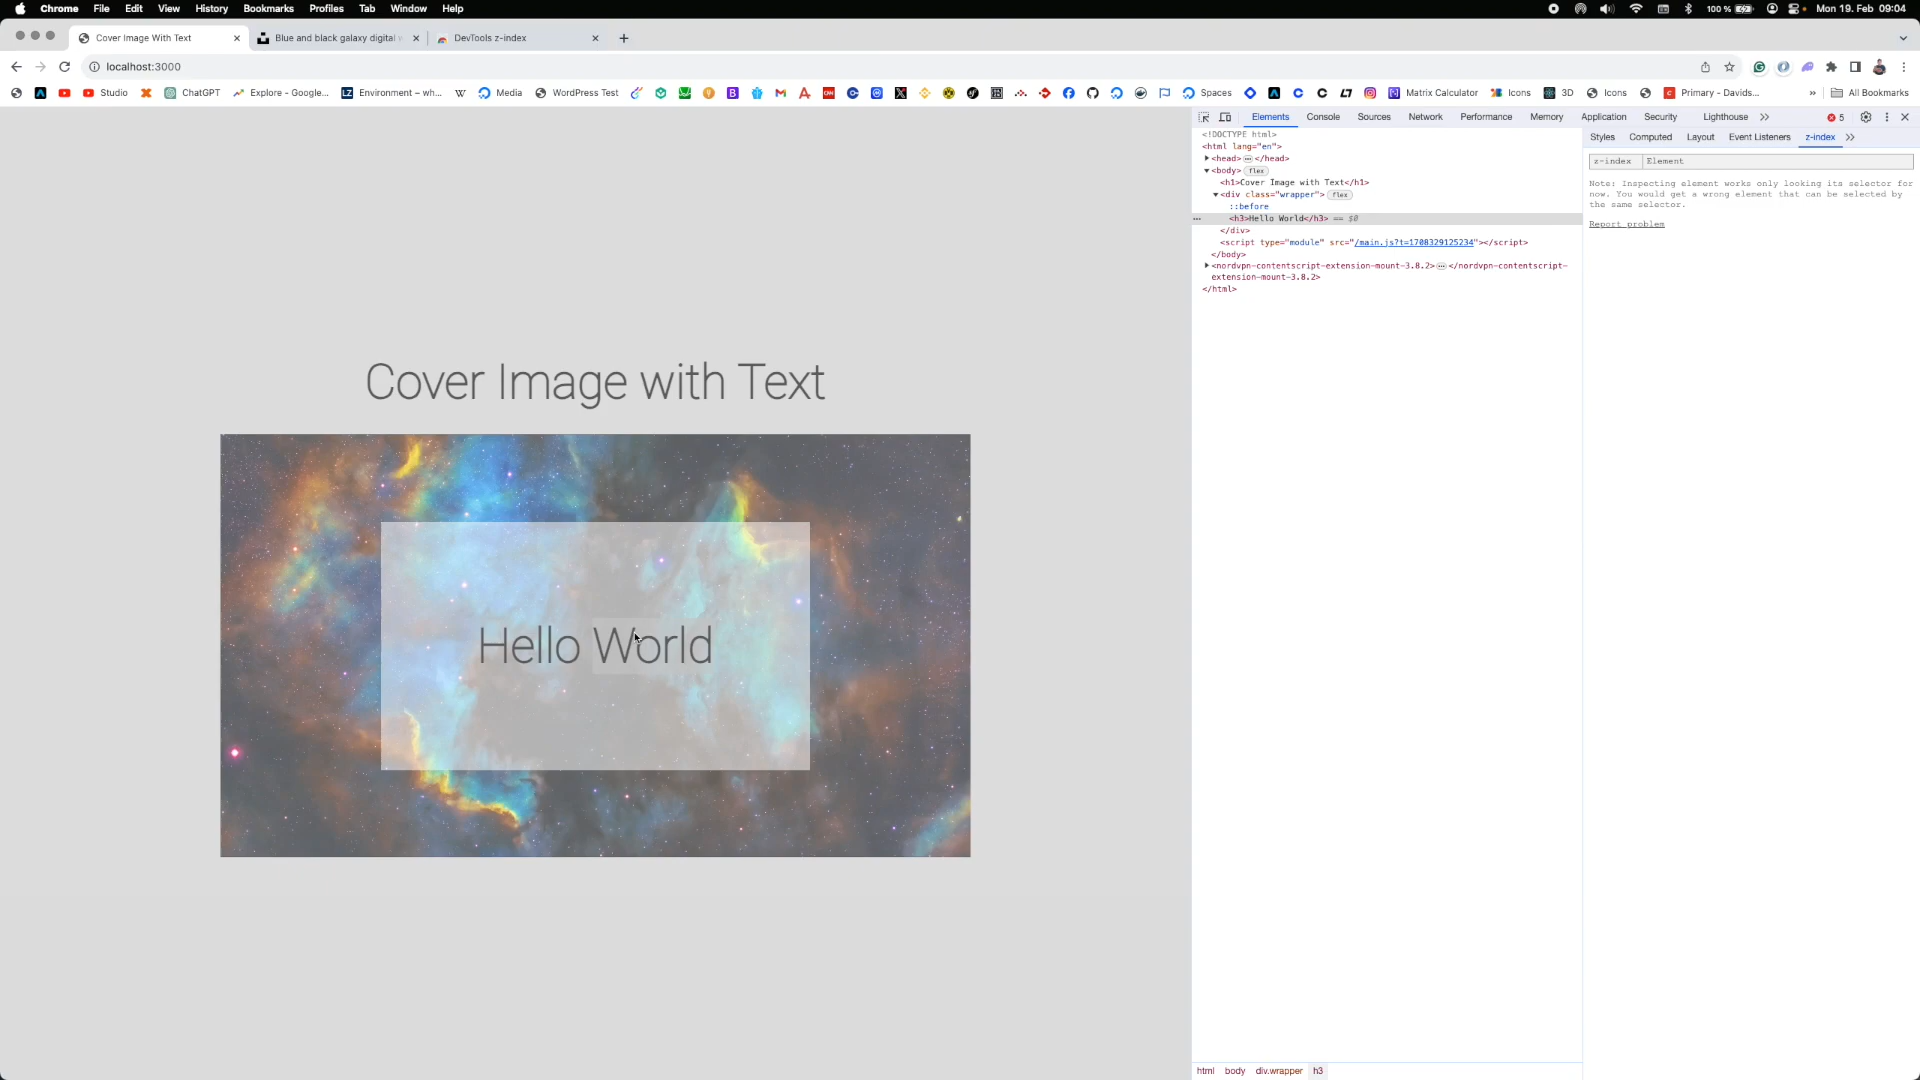 Chrome File Edit View History Bookmarks Profiles Tab Window Help 100 % Mon 19. Feb 09:04
Cover Image With Text Blue and black galaxy digital DevTools z-index
localhost:3000
Studio ChatGPT Explore – Google... Environment – wh... W Media WordPress Test Spaces Matrix Calculator Icons 3D Icons Primary - Davids... » All Bookmarks
Elements Console Sources Network Performance Memory Application Security Lighthouse 5
Styles Computed Layout Event Listeners z-index
<!DOCTYPE html>
<html lang="en">
<head> </head>
<body> flex
<h1>Cover Image with Text</h1>
<div class="wrapper"> flex
::before
<h3>Hello World</h3> == $0
</div>
<script type="module" src="/main.js?t=1708329125234"></script>
</body>
<nordvpn-contentscript-extension-mount-3.8.2> </nordvpn-contentscript-
extension-mount-3.8.2>
</html>
z-index Element
Note: Inspecting element works only looking its selector for
now. You would get a wrong element that can be selected by
the same selector.
Report problem
Cover Image with Text
Hello World
html body div.wrapper h3